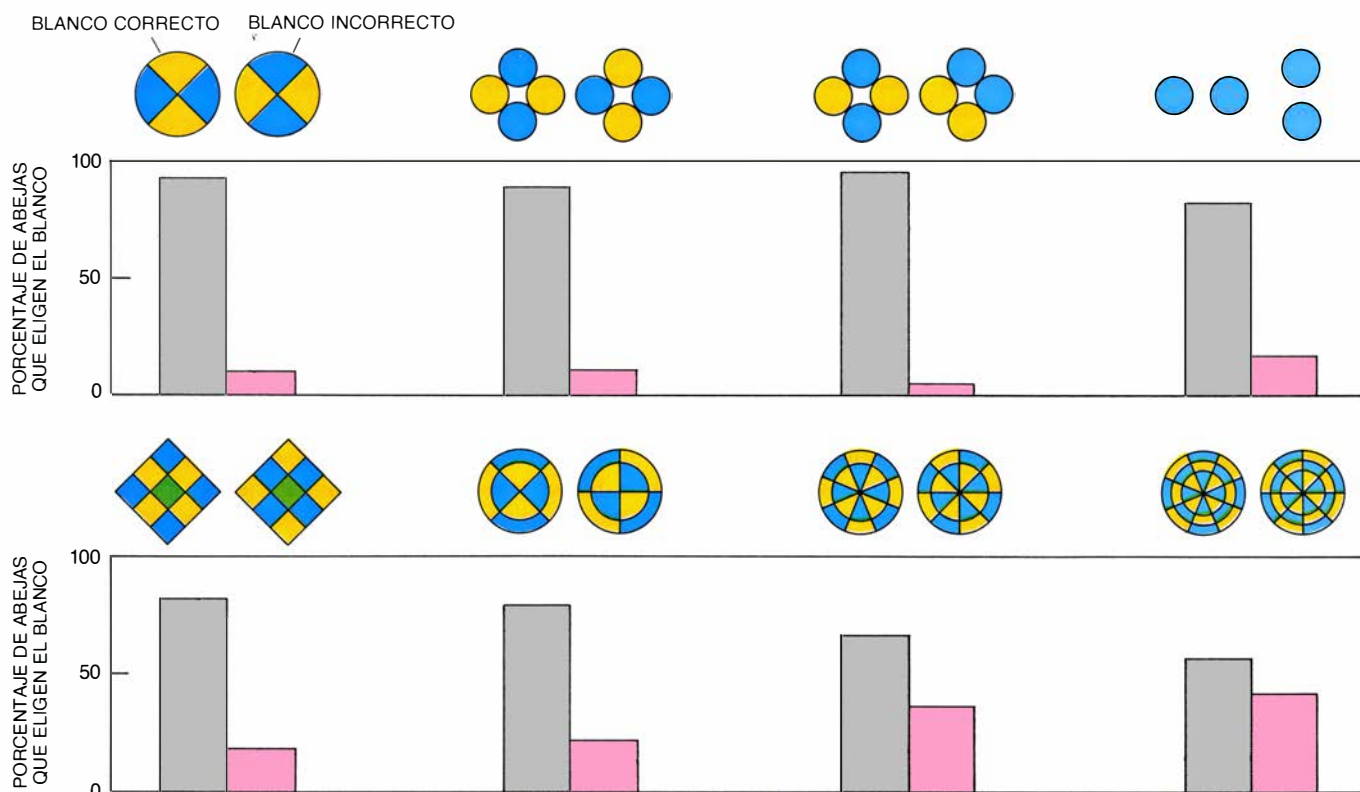 BLANCO CORRECTO BLANCO INCORRECTO
PORCENTAJE DE ABEJAS
QUE ELIGEN EL BLANCO
100
50
0
PORCENTAJE DE ABEJAS
QUE ELIGEN EL BLANCO
100
50
0